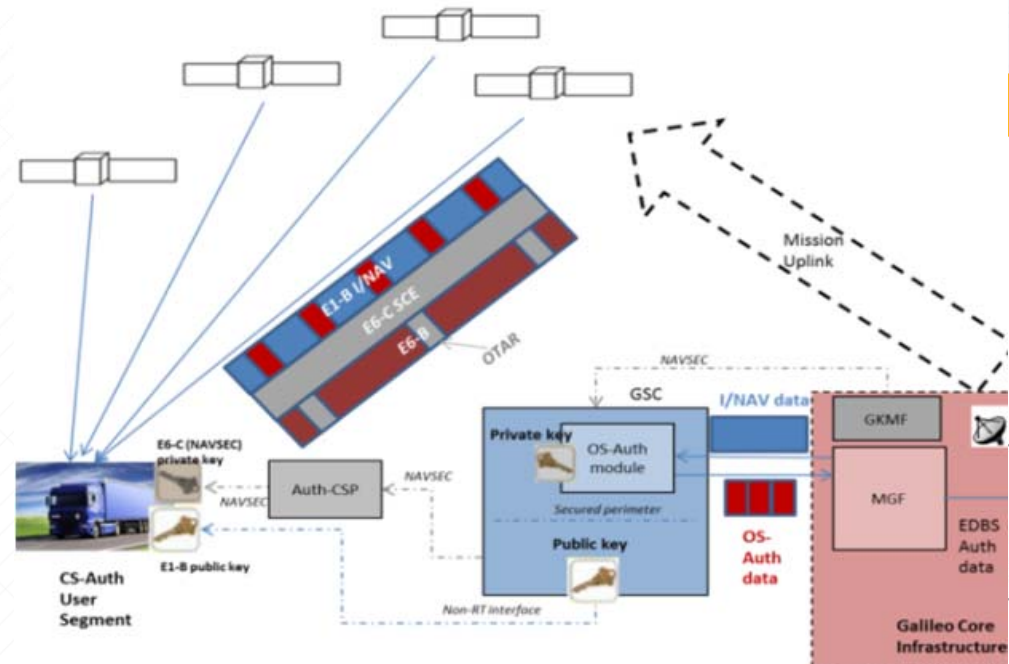 Mission
Uplink
E1-B I/NAV
E6-C SCE
E6-B
OTAR
NAVSEC
GSC
I/NAV data
GKMF
Private key
OS-Auth
module
E6-C (NAVSEC)
private key
Auth-CSP
NAVSEC
NAVSEC
MGF
Secured perimeter
Public key
OS-
Auth
data
EDBS
Auth
data
E1-B public key
CS-Auth
User
Segment
Non-RT interface
Galileo Core
Infrastructure